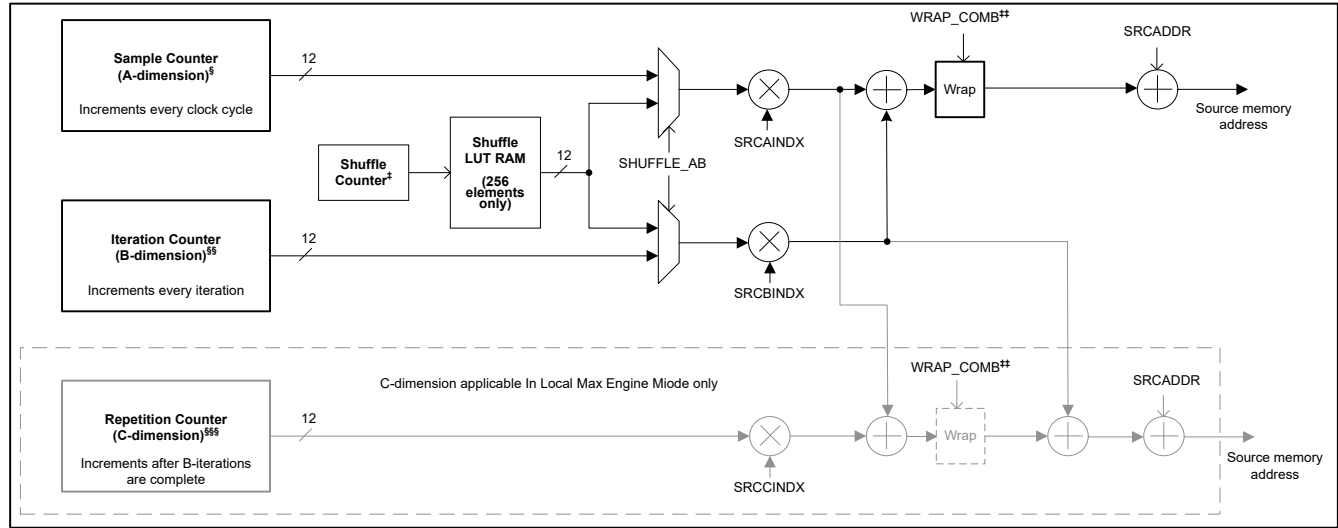 Sample Counter
(A-dimension)§
Increments every clock cycle
12
Shuffle
Counter‡
Shuffle
LUT RAM
(256
elements
only)
12
SHUFFLE_AB
SRCAINDX
WRAP_COMB‡‡
Wrap
SRCADDR
Source memory
address
Iteration Counter
(B-dimension)§§
Increments every iteration
12
SRCBINDX
C-dimension applicable In Local Max Engine Miode only
Repetition Counter
(C-dimension)§§§
Increments after B-iterations
are complete
12
SRCCINDX
WRAP_COMB‡‡
Wrap
SRCADDR
Source memory
address